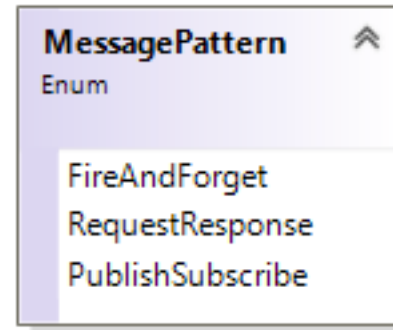 MessagePattern
Enum
FireAndForget
RequestResponse
PublishSubscribe